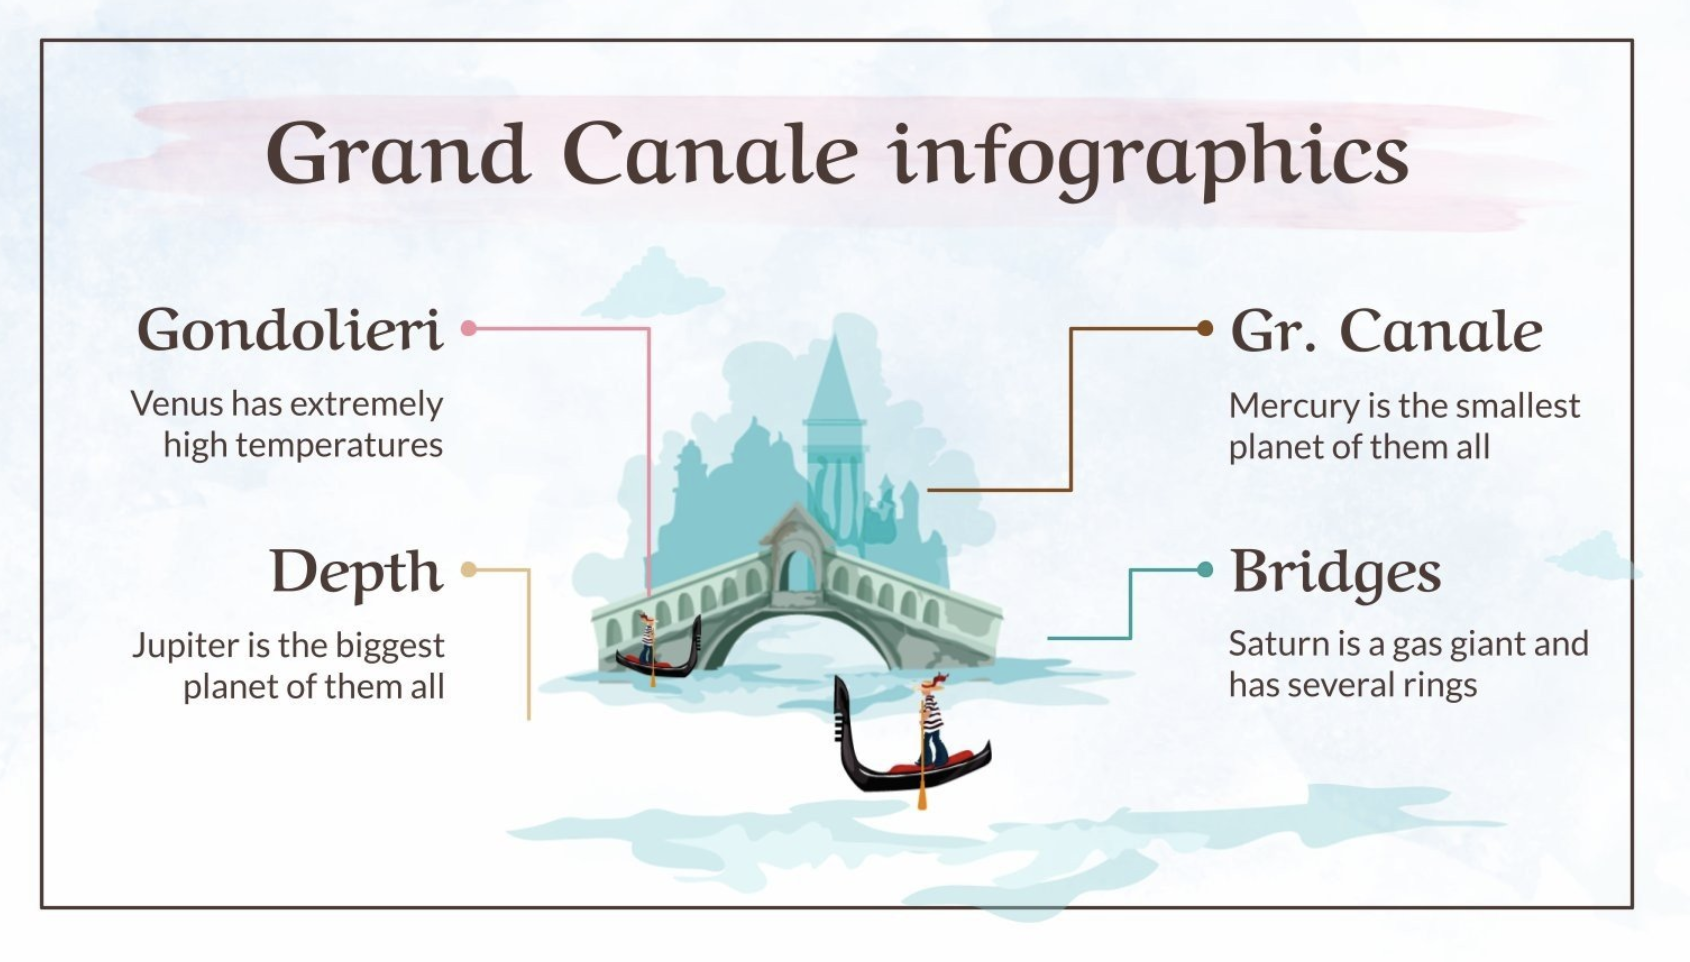 Grand Canale infographics
Gondolieri
Venus has extremely
high temperatures
Depth
Jupiter is the biggest
planet of them all
Gr. Canale
Mercury is the smallest
planet of them all
Bridges
Saturn is a gas giant and
has several rings